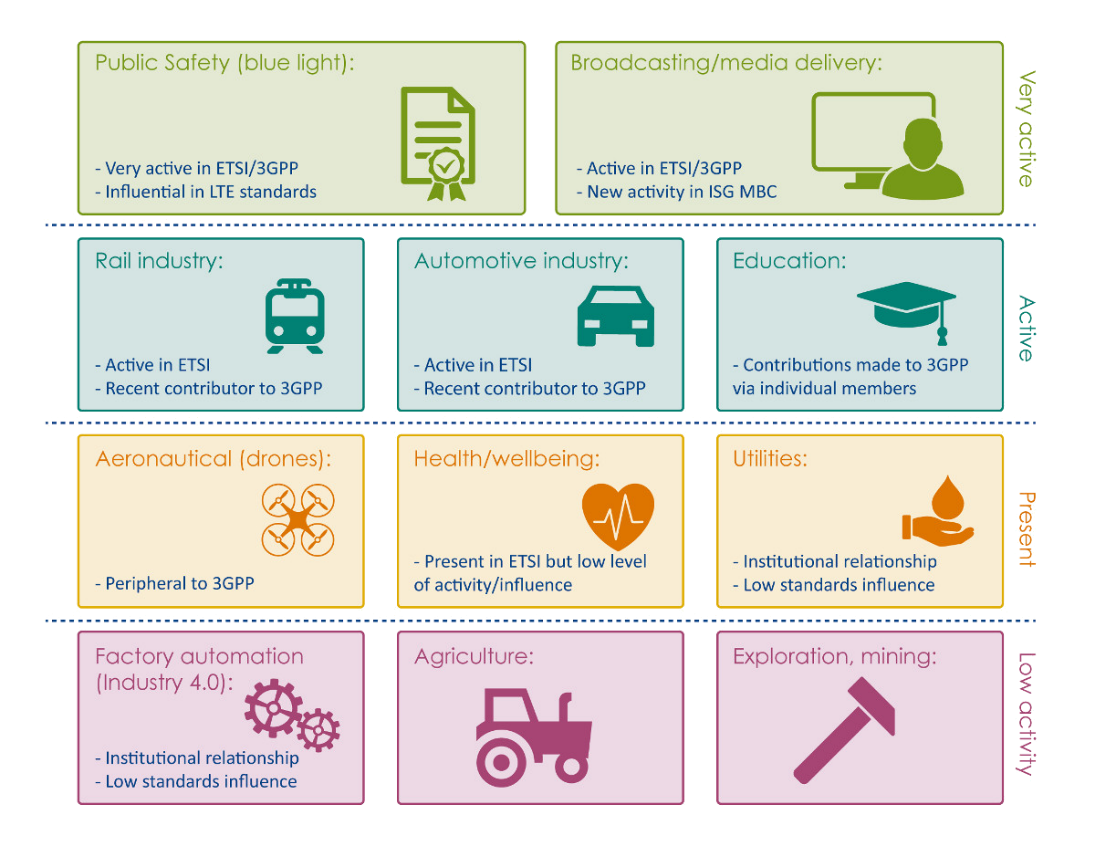 Public Safety (blue light):
- Very active in ETSI/3GPP
- Influential in LTE standards
Broadcasting/media delivery:
- Active in ETSI/3GPP
- New activity in ISG MBC
Very active
Rail industry:
- Active in ETSI
- Recent contributor to 3GPP
Automotive industry:
- Active in ETSI
- Recent contributor to 3GPP
Education:
- Contributions made to 3GPP
via individual members
Active
Aeronautical (drones):
- Peripheral to 3GPP
Health/wellbeing:
- Present in ETSI but low level
of activity/influence
Utilities:
- Institutional relationship
- Low standards influence
Present
Factory automation
(Industry 4.0):
- Institutional relationship
- Low standards influence
Agriculture:
Exploration, mining:
Low activity